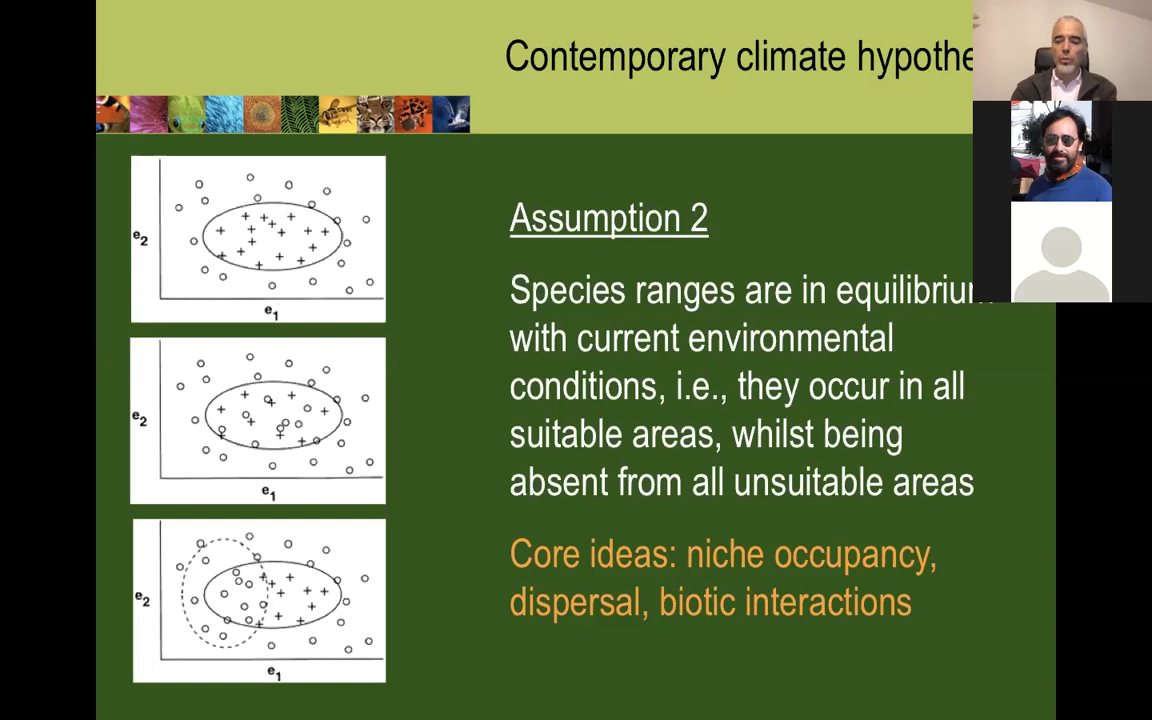 Contemporary climate hypothe
Assumption 2
Species ranges are in equilibrium
with current environmental
conditions, i.e., they occur in all
suitable areas, whilst being
absent from all unsuitable areas
Core ideas: niche occupancy,
dispersal, biotic interactions
e2
e1
e2
e1
e2
e1